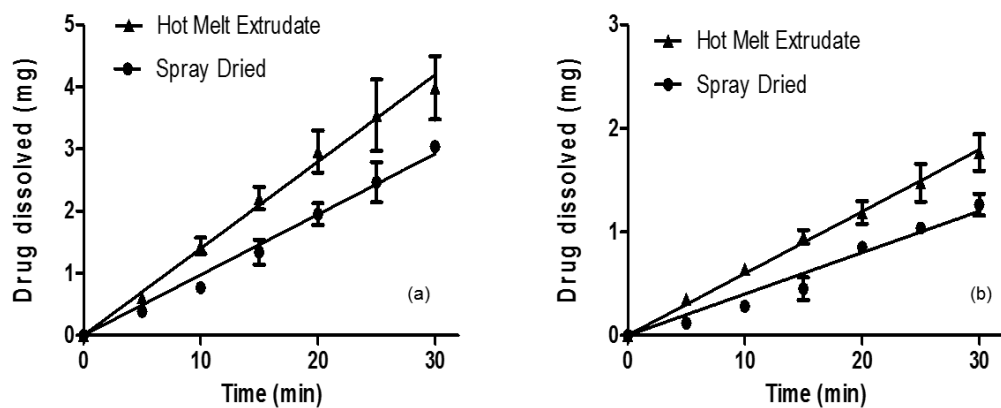 Hot Melt Extrudate
Spray Dried
Drug dissolved (mg)
5
4
3
2
1
0
(a)
0 10 20 30
Time (min)
Hot Melt Extrudate
Spray Dried
Drug dissolved (mg)
3
2
1
0
(b)
0 10 20 30
Time (min)